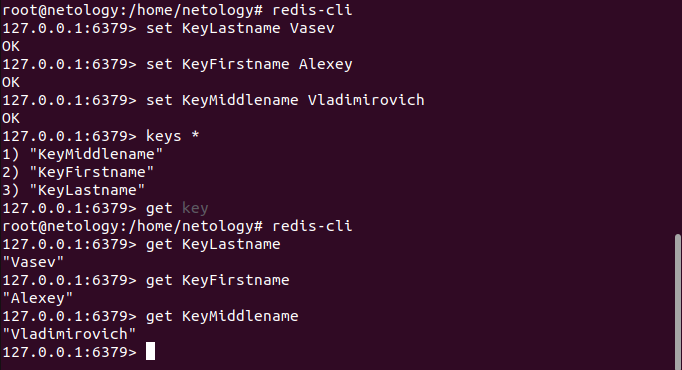 root@netology:/home/netology# redis-cli
127.0.0.1:6379> set KeyLastname Vasev
OK
127.0.0.1:6379> set KeyFirstname Alexey
OK
127.0.0.1:6379> set KeyMiddlename Vladimirovich
OK
127.0.0.1:6379> keys *
1) "KeyMiddlename"
2) "KeyFirstname"
3) "KeyLastname"
127.0.0.1:6379> get key
root@netology:/home/netology# redis-cli
127.0.0.1:6379> get KeyLastname
"Vasev"
127.0.0.1:6379> get KeyFirstname
"Alexey"
127.0.0.1:6379> get KeyMiddlename
"Vladimirovich"
127.0.0.1:6379>